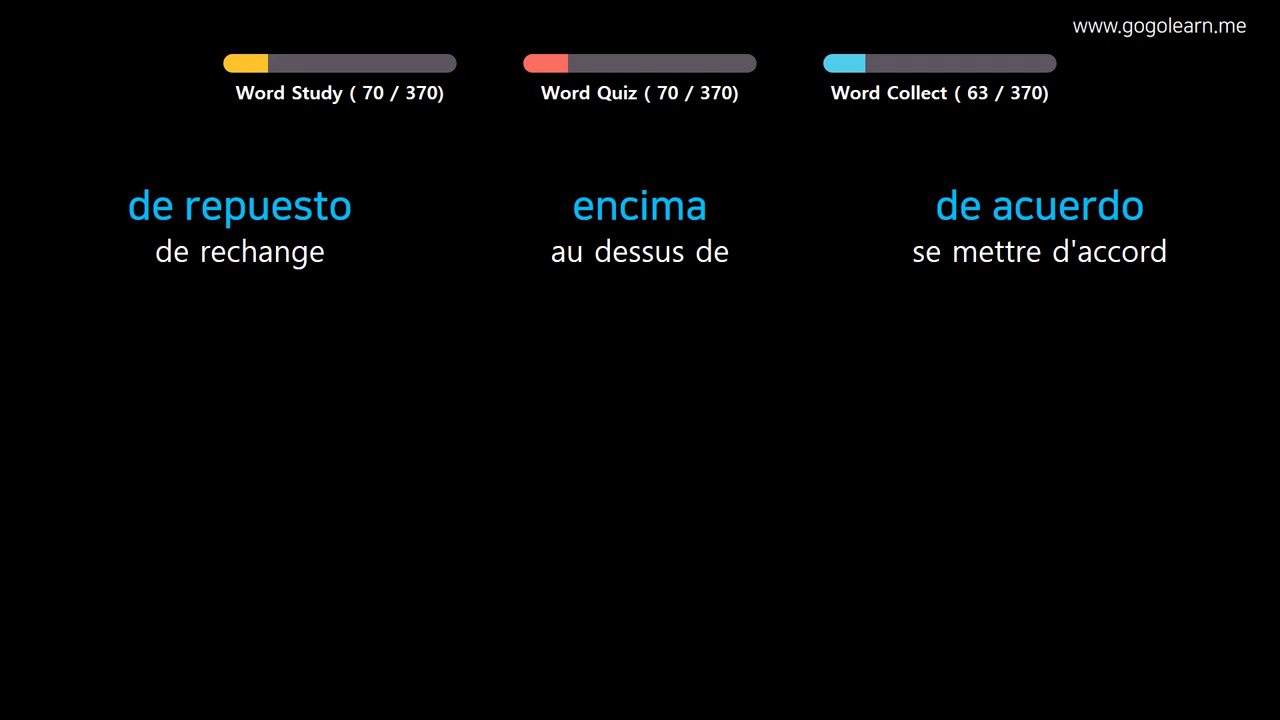 www.gogolearn.me
Word Study ( 70 / 370)
Word Quiz ( 70 / 370)
Word Collect ( 63 / 370)
de repuesto
de rechange
encima
au dessus de
de acuerdo
se mettre d'accord